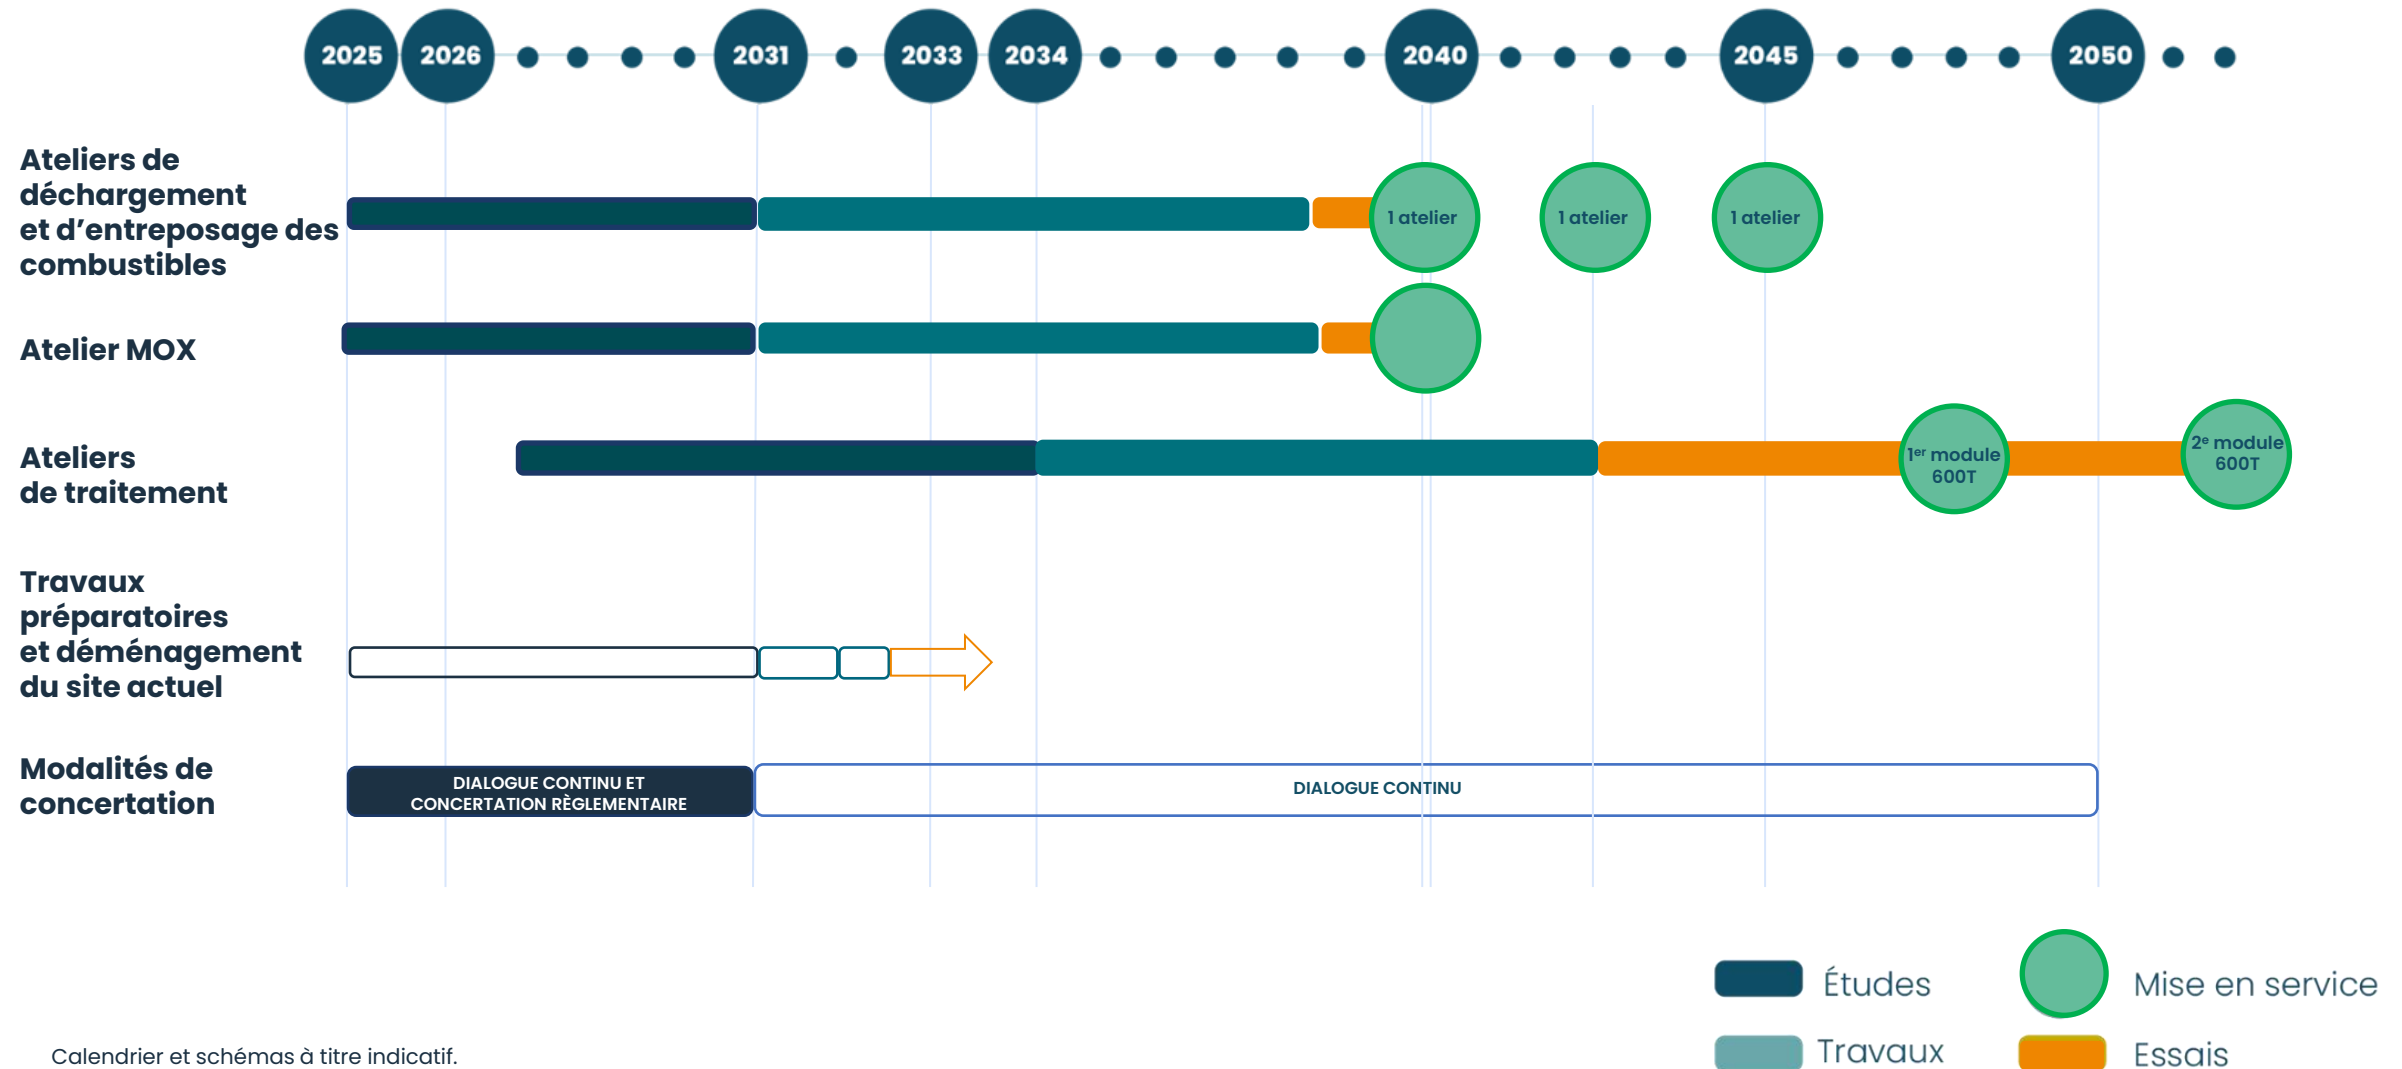 2025 2026 2031 2033 2034 2040 2045 2050
Ateliers de
déchargement
et d’entreposage des
combustibles
1 atelier
1 atelier
1 atelier
Atelier MOX
Ateliers
de traitement
1er module
600T
2e module
600T
Travaux
préparatoires
et déménagement
du site actuel
Modalités de
concertation
DIALOGUE CONTINU ET
CONCERTATION RÈGLEMENTAIRE
DIALOGUE CONTINU
Études
Mise en service
Travaux
Essais
Calendrier et schémas à titre indicatif.